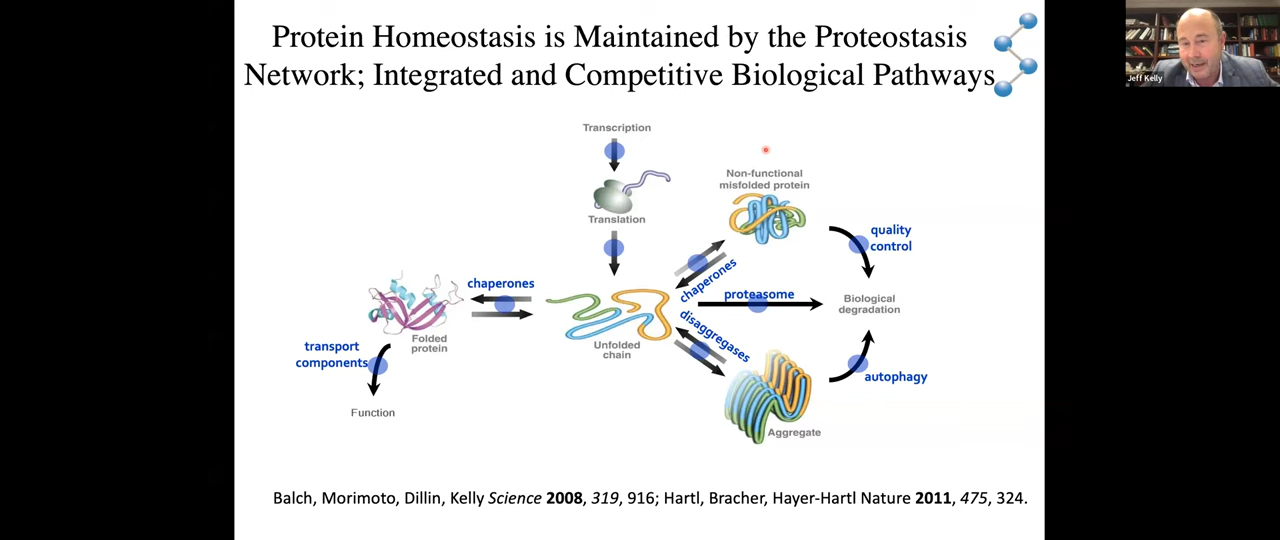 Protein Homeostasis is Maintained by the Proteostasis
Network; Integrated and Competitive Biological Pathways
Jeff Kelly
Transcription
Translation
Non-functional
misfolded protein
quality
control
chaperones
chaperones
proteasome
Biological
degradation
disaggregases
Folded
protein
Unfolded
chain
transport
components
autophagy
Function
Aggregate
Balch, Morimoto, Dillin, Kelly Science 2008, 319, 916; Hartl, Bracher, Hayer-Hartl Nature 2011, 475, 324.